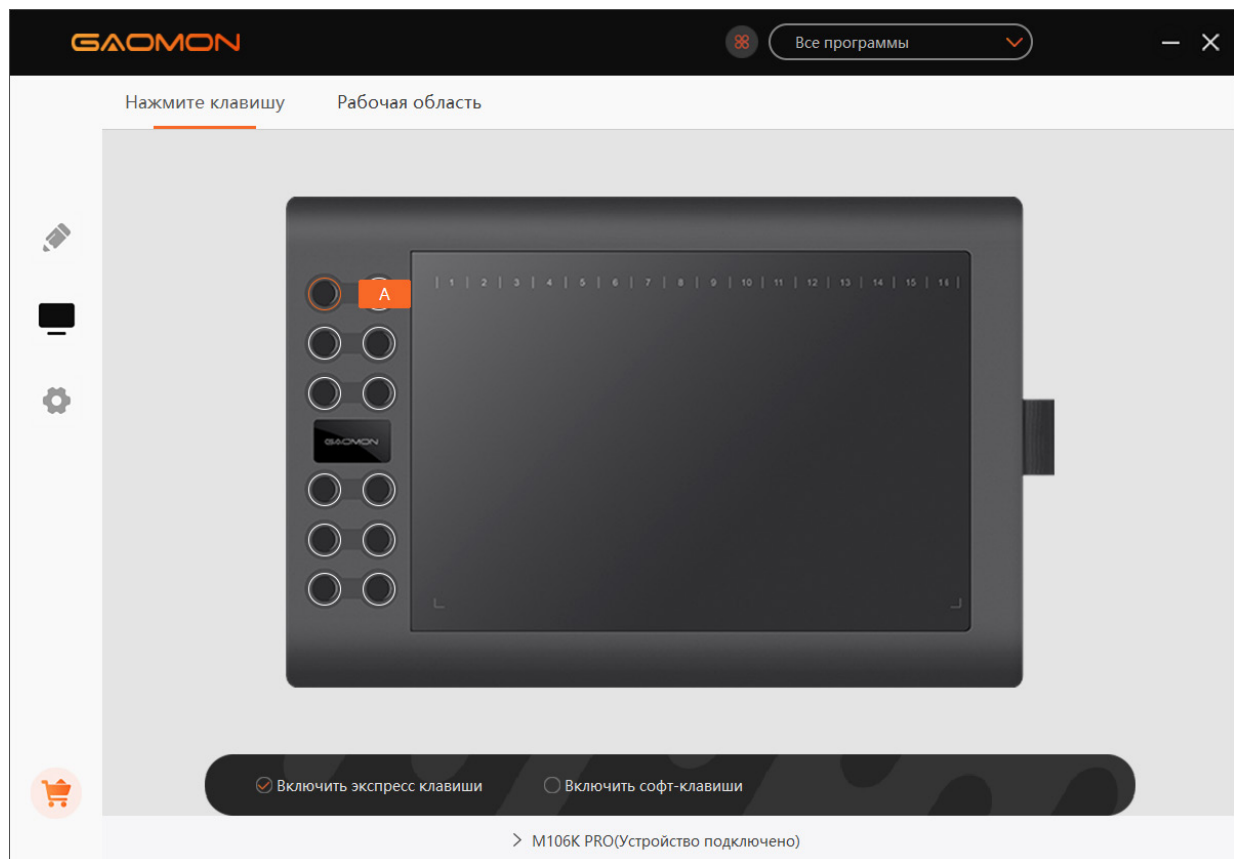 GAOMON
Все программы
Нажмите клавишу
Рабочая область
A
1 2 3 4 5 6 7 8 9 10 11 12 13 14 15 16
GAOMON
Включить экспресс клавиши
Включить софт-клавиши
M106K PRO(Устройство подключено)